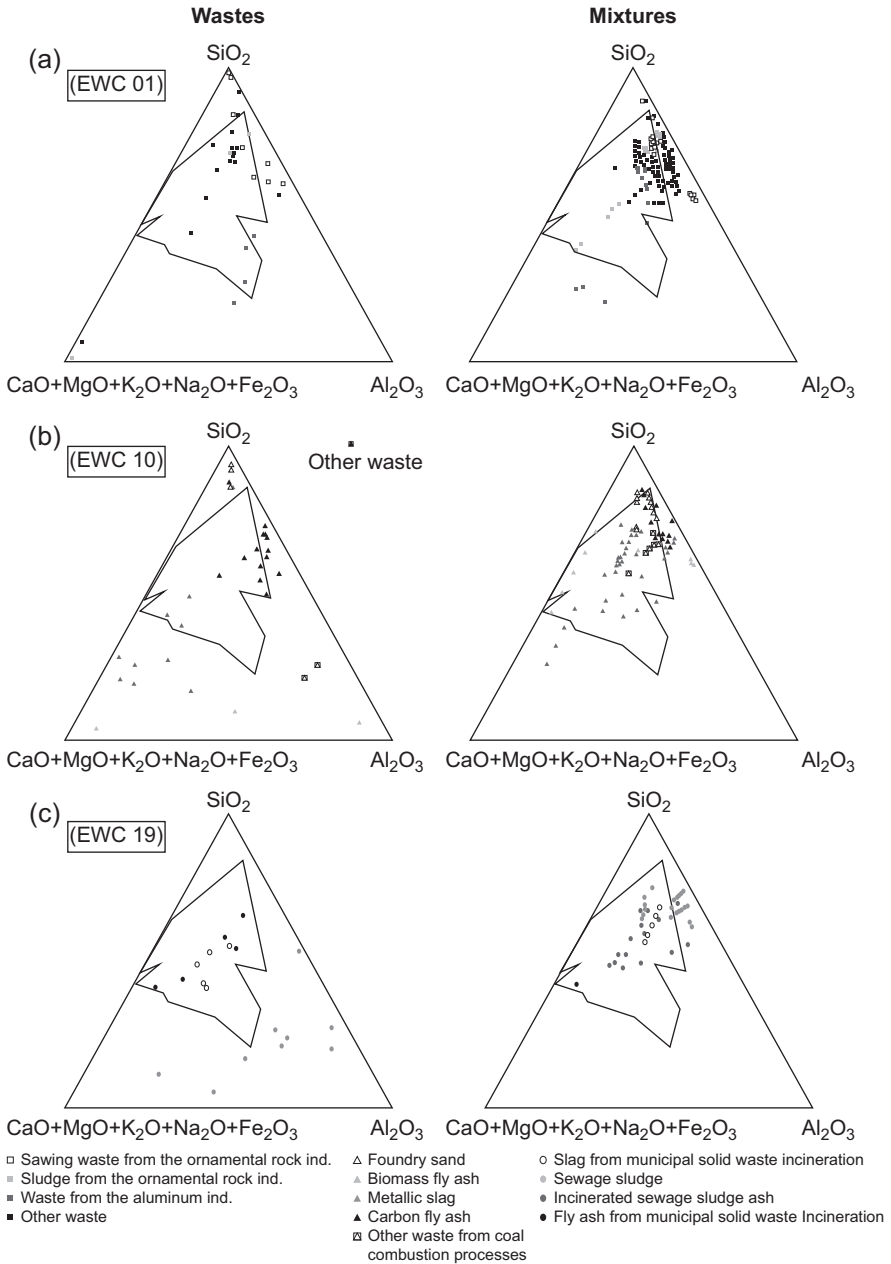 Wastes
Mixtures
(a)
(EWC 01)
SiO2
SiO2
CaO+MgO+K2O+Na2O+Fe2O3
Al2O3
CaO+MgO+K2O+Na2O+Fe2O3
Al2O3
(b)
(EWC 10)
SiO2
Other waste
SiO2
CaO+MgO+K2O+Na2O+Fe2O3
Al2O3
CaO+MgO+K2O+Na2O+Fe2O3
Al2O3
(c)
(EWC 19)
SiO2
SiO2
CaO+MgO+K2O+Na2O+Fe2O3
Al2O3
CaO+MgO+K2O+Na2O+Fe2O3
Al2O3
Sawing waste from the ornamental rock ind.
Sludge from the ornamental rock ind.
Waste from the aluminum ind.
Other waste
Foundry sand
Biomass fly ash
Metallic slag
Carbon fly ash
Other waste from coal
combustion processes
Slag from municipal solid waste incineration
Sewage sludge
Incinerated sewage sludge ash
Fly ash from municipal solid waste Incineration